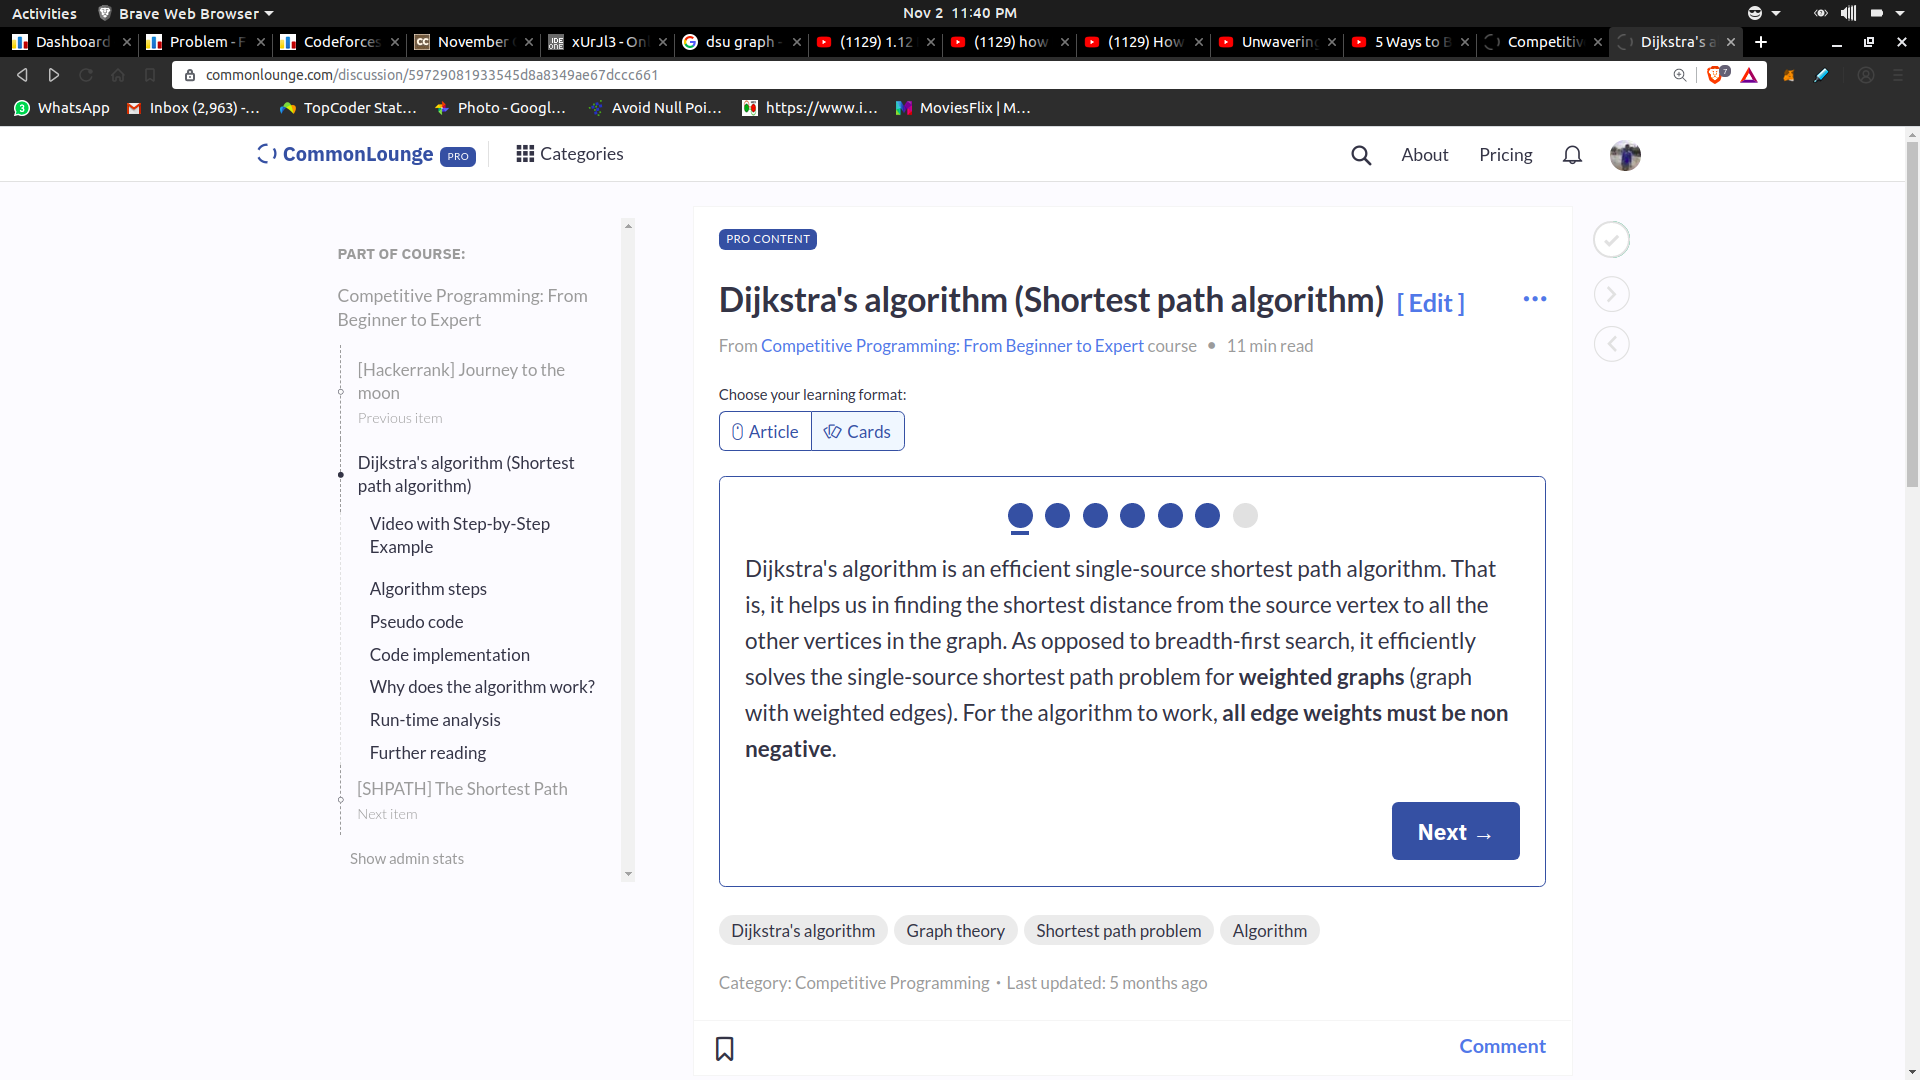 Activities Brave Web Browser Nov 2 11:40 PM
Dashboard Problem - F Codeforces November xUrJl3 - Onl dsu graph - (1129) 1.12 (1129) how (1129) How Unwavering 5 Ways to B Competitiv Dijkstra's a
commonlounge.com/discussion/59729081933545d8a8349ae67dccc661 7
WhatsApp Inbox (2,963) -... TopCoder Stat... Photo - Googl... Avoid Null Poi... https://www.i... MoviesFlix | M...
CommonLounge PRO Categories About Pricing
PART OF COURSE:
Competitive Programming: From
Beginner to Expert
[Hackerrank] Journey to the
moon
Previous item
Dijkstra's algorithm (Shortest
path algorithm)
Video with Step-by-Step
Example
Algorithm steps
Pseudo code
Code implementation
Why does the algorithm work?
Run-time analysis
Further reading
[SHPATH] The Shortest Path
Next item
Show admin stats
PRO CONTENT
Dijkstra's algorithm (Shortest path algorithm) [ Edit ]
From Competitive Programming: From Beginner to Expert course • 11 min read
Choose your learning format:
Article Cards
Dijkstra's algorithm is an efficient single-source shortest path algorithm. That
is, it helps us in finding the shortest distance from the source vertex to all the
other vertices in the graph. As opposed to breadth-first search, it efficiently
solves the single-source shortest path problem for weighted graphs (graph
with weighted edges). For the algorithm to work, all edge weights must be non
negative.
Next →
Dijkstra's algorithm Graph theory Shortest path problem Algorithm
Category: Competitive Programming • Last updated: 5 months ago
Comment